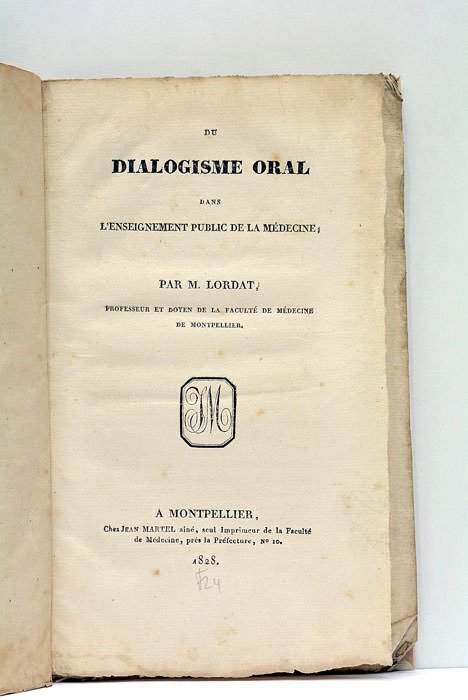 DU
DIALOGISME ORAL
DANS
L'ENSEIGNEMENT PUBLIC DE LA MÉDECINE;
PAR M. LORDAT,
PROFESSEUR ET DOYEN DE LA FACULTÉ DE MÉDECINE
DE MONTPELLIER.
JM
A MONTPELLIER,
Chez JEAN MARTEL aîné, seul Imprimeur de la Faculté
de Médecine, près la Préfecture, No 10.
1828.